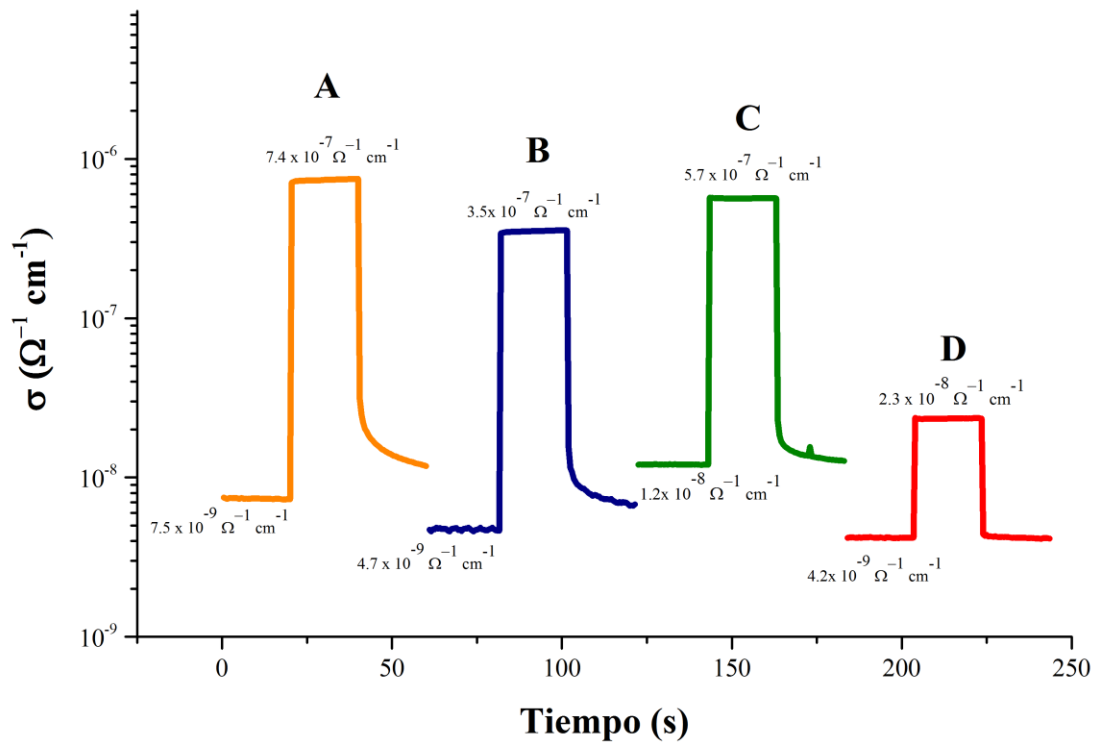 A
7.4 x 10⁻⁷ Ω⁻¹ cm⁻¹
B
3.5x 10⁻⁷ Ω⁻¹ cm⁻¹
C
5.7x 10⁻⁷ Ω⁻¹ cm⁻¹
D
2.3 x 10⁻⁸ Ω⁻¹ cm⁻¹
7.5 x 10⁻⁹ Ω⁻¹ cm⁻¹
4.7 x 10⁻⁹ Ω⁻¹ cm⁻¹
1.2x 10⁻⁸ Ω⁻¹ cm⁻¹
4.2x 10⁻⁹ Ω⁻¹ cm⁻¹
10⁻⁶
10⁻⁷
10⁻⁸
10⁻⁹
σ (Ω⁻¹ cm⁻¹)
0 50 100 150 200 250
Tiempo (s)